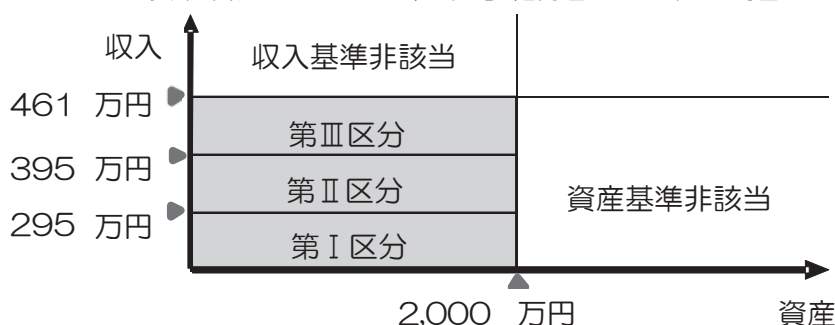 収入
収入基準非該当
461 万円
第Ⅲ区分
395 万円
第Ⅱ区分
資産基準非該当
295 万円
第Ⅰ区分
2,000 万円
資産